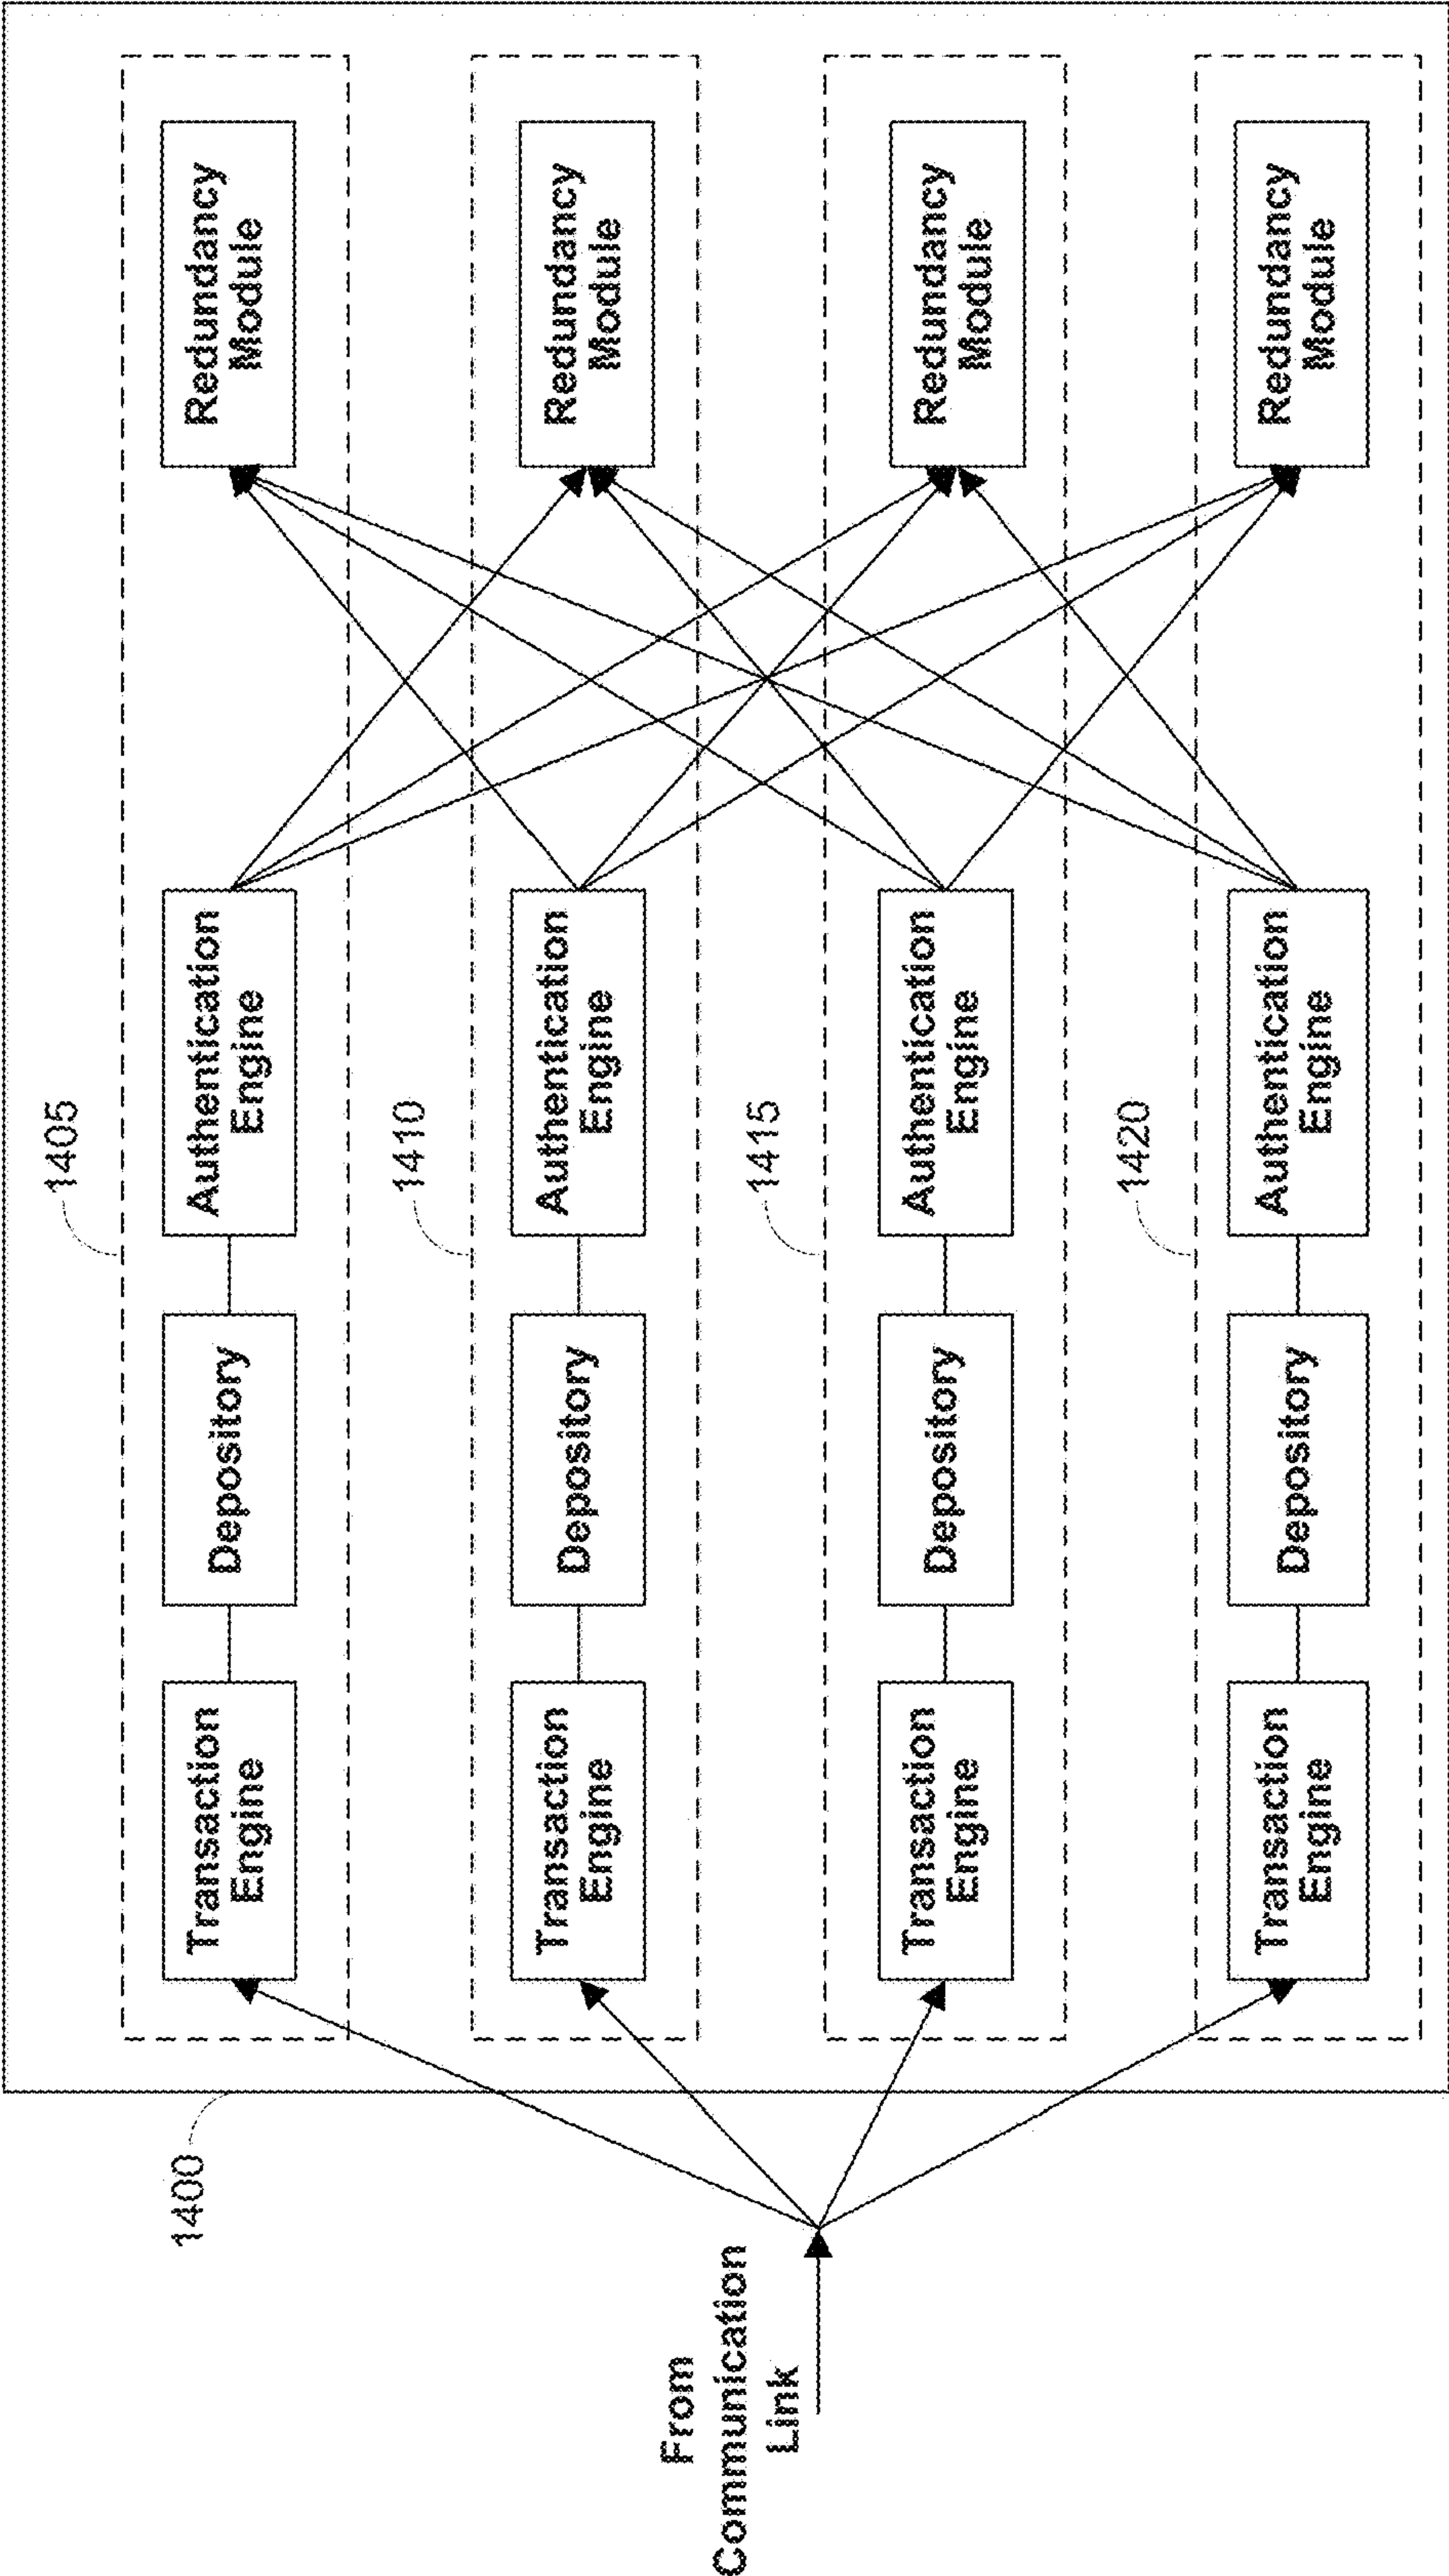 1400
From
Communication
Link
1405
Transaction
Engine
Depository
Authentication
Engine
Redundancy
Module
1410
Transaction
Engine
Depository
Authentication
Engine
Redundancy
Module
1415
Transaction
Engine
Depository
Authentication
Engine
Redundancy
Module
1420
Transaction
Engine
Depository
Authentication
Engine
Redundancy
Module